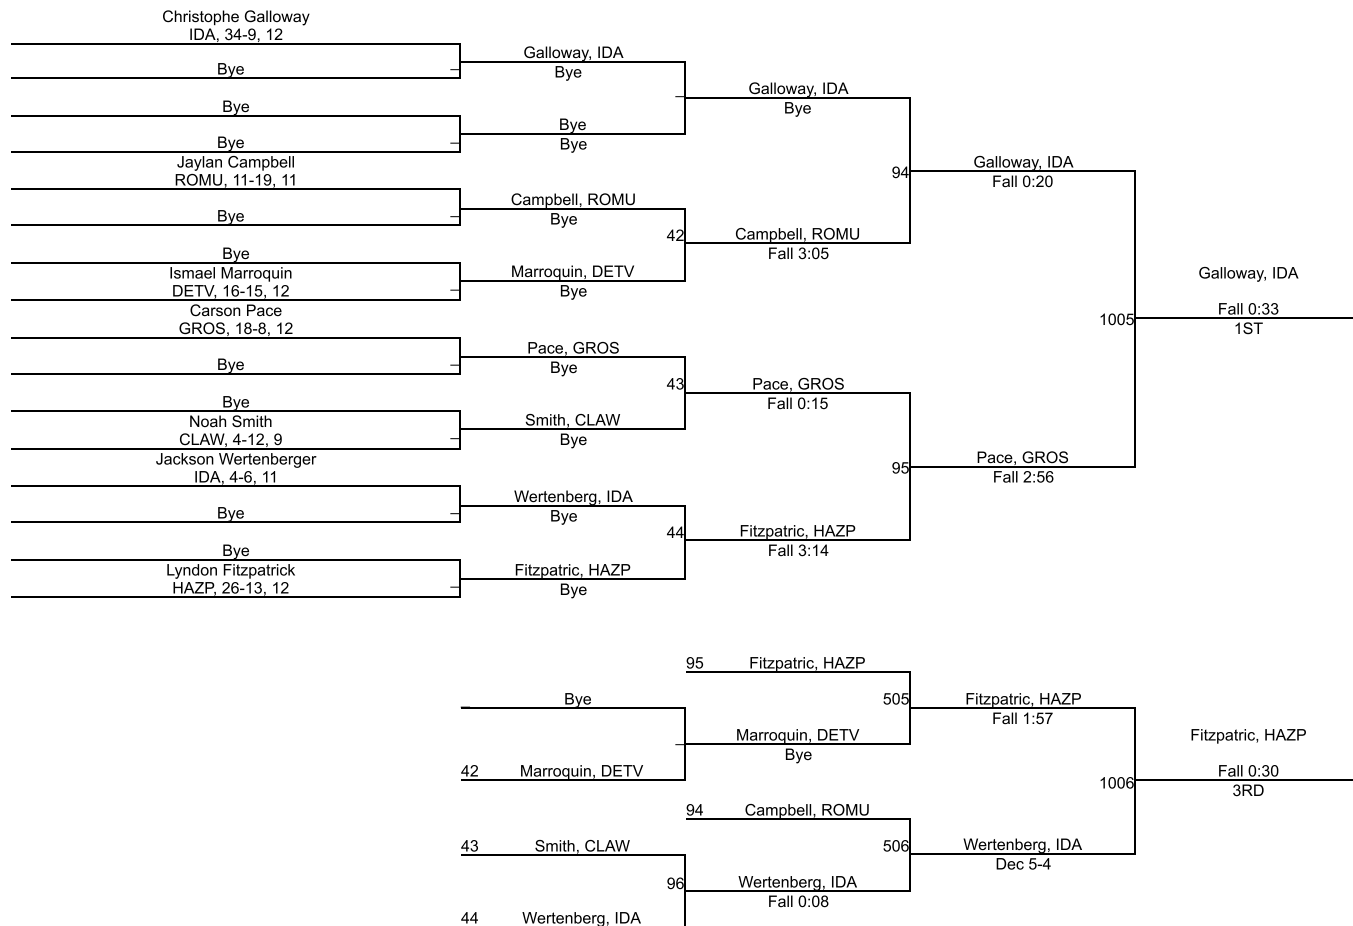 Christophe Galloway
IDA, 34-9, 12
Galloway, IDA
Bye
Bye
Galloway, IDA
Bye
Bye
Bye
Bye
Bye
Jaylan Campbell
ROMU, 11-19, 11
94
Galloway, IDA
Fall 0:20
Campbell, ROMU
Bye
Bye
42
Campbell, ROMU
Fall 3:05
Bye
Ismael Marroquin
DETV, 16-15, 12
Marroquin, DETV
Bye
Galloway, IDA
Fall 0:33
1ST
1005
Carson Pace
GROS, 18-8, 12
Pace, GROS
Bye
Bye
43
Pace, GROS
Fall 0:15
Bye
Noah Smith
CLAW, 4-12, 9
Smith, CLAW
Bye
Jackson Wertenberger
IDA, 4-6, 11
95
Pace, GROS
Fall 2:56
Wertenberg, IDA
Bye
Bye
44
Fitzpatric, HAZP
Fall 3:14
Bye
Lyndon Fitzpatrick
HAZP, 26-13, 12
Fitzpatric, HAZP
Bye
95 Fitzpatric, HAZP
Bye
505
Fitzpatric, HAZP
Fall 1:57
Marroquin, DETV
Bye
Fitzpatric, HAZP
42 Marroquin, DETV
Fall 0:30
3RD
1006
94 Campbell, ROMU
43 Smith, CLAW
506
Wertenberg, IDA
Dec 5-4
96
Wertenberg, IDA
Fall 0:08
44 Wertenberg, IDA